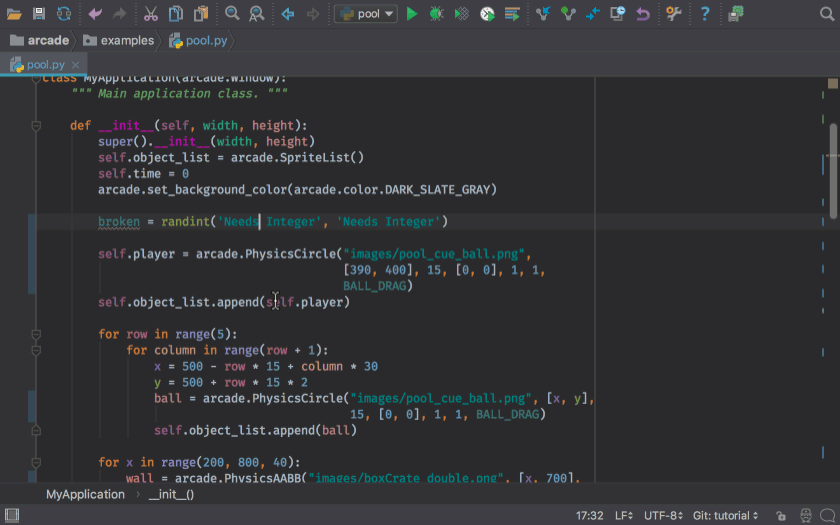 pool
arcade examples pool.py
pool.py
class MyApplication(arcade.Window):
""" Main application class. """
def __init__(self, width, height):
super().__init__(width, height)
self.object_list = arcade.SpriteList()
self.time = 0
arcade.set_background_color(arcade.color.DARK_SLATE_GRAY)
broken = randint('Needs Integer', 'Needs Integer')
self.player = arcade.PhysicsCircle("images/pool_cue_ball.png",
[390, 400], 15, [0, 0], 1, 1,
BALL_DRAG)
self.object_list.append(self.player)
for row in range(5):
for column in range(row + 1):
x = 500 - row * 15 + column * 30
y = 500 + row * 15 * 2
ball = arcade.PhysicsCircle("images/pool_cue_ball.png", [x, y],
15, [0, 0], 1, 1, BALL_DRAG)
self.object_list.append(ball)
for x in range(200, 800, 40):
wall = arcade.PhysicsAABB("images/boxCrate_double.png", [x, 700],
MyApplication › __init__()
17:32 LF UTF-8 Git: tutorial